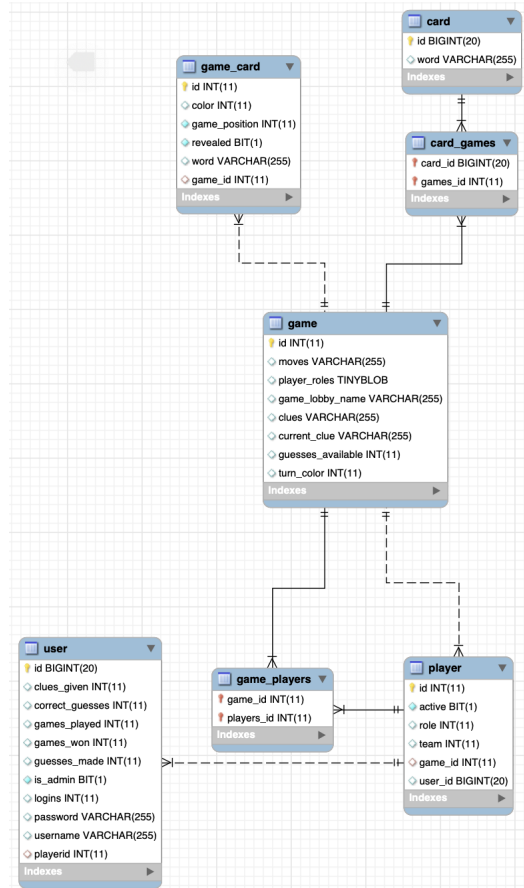 card
id BIGINT(20)
word VARCHAR(255)
Indexes
game_card
id INT(11)
color INT(11)
game_position INT(11)
revealed BIT(1)
word VARCHAR(255)
game_id INT(11)
Indexes
card_games
card_id BIGINT(20)
games_id INT(11)
Indexes
game
id INT(11)
moves VARCHAR(255)
player_roles TINYBLOB
game_lobby_name VARCHAR(255)
clues VARCHAR(255)
current_clue VARCHAR(255)
guesses_available INT(11)
turn_color INT(11)
Indexes
user
id BIGINT(20)
clues_given INT(11)
correct_guesses INT(11)
games_played INT(11)
games_won INT(11)
guesses_made INT(11)
is_admin BIT(1)
logins INT(11)
password VARCHAR(255)
username VARCHAR(255)
playerid INT(11)
Indexes
game_players
game_id INT(11)
players_id INT(11)
Indexes
player
id INT(11)
active BIT(1)
role INT(11)
team INT(11)
game_id INT(11)
user_id BIGINT(20)
Indexes